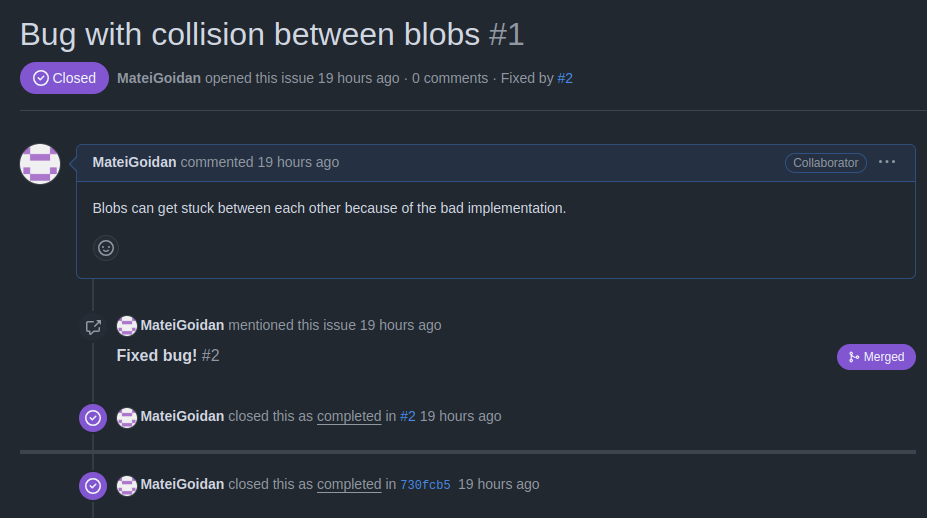 Bug with collision between blobs #1
Closed MateiGoidan opened this issue 19 hours ago · 0 comments · Fixed by #2
MateiGoidan commented 19 hours ago Collaborator
Blobs can get stuck between each other because of the bad implementation.
MateiGoidan mentioned this issue 19 hours ago
Fixed bug! #2 Merged
MateiGoidan closed this as completed in #2 19 hours ago
MateiGoidan closed this as completed in 730fcb5 19 hours ago